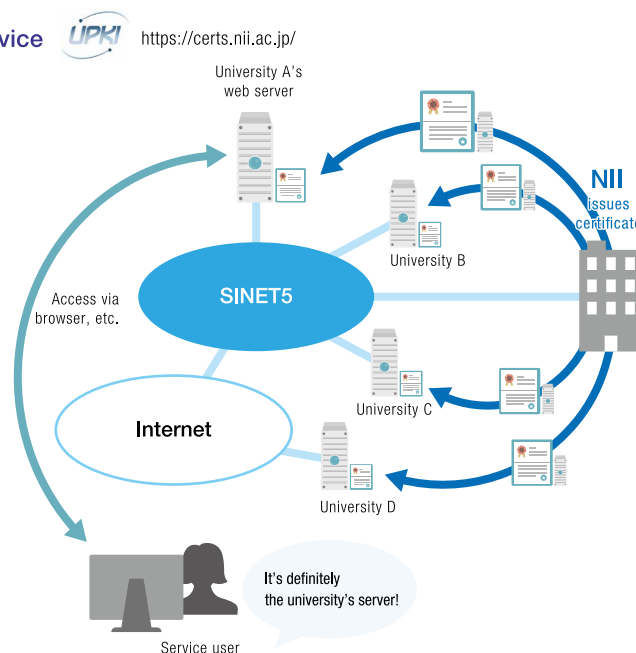 vice
UPKI
https://certs.nii.ac.jp/
University A's
web server
NII
issues
certificate
University B
SINET5
Access via
browser, etc.
University C
Internet
University D
It's definitely
the university's server!
Service user